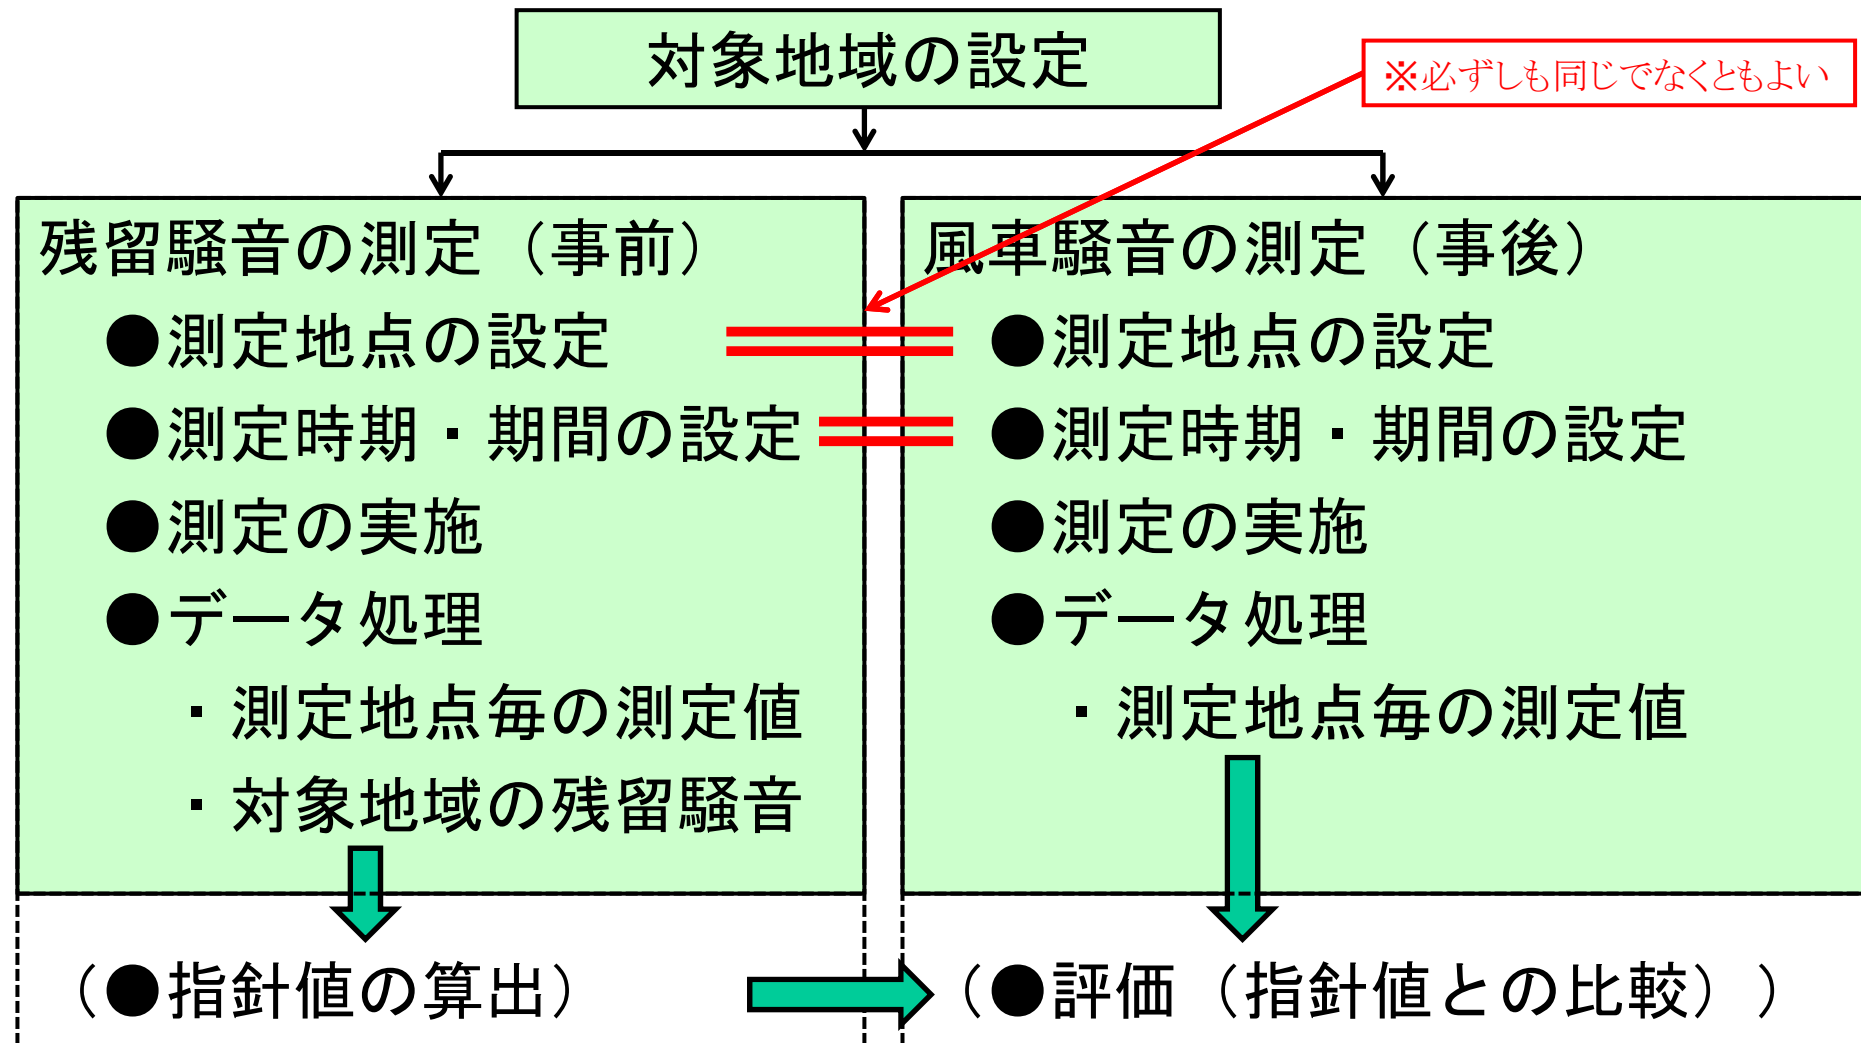 対象地域の設定
※必ずしも同じでなくともよい
残留騒音の測定（事前）
●測定地点の設定
●測定時期・期間の設定
●測定の実施
●データ処理
・測定地点毎の測定値
・対象地域の残留騒音
（●指針値の算出）
風車騒音の測定（事後）
●測定地点の設定
●測定時期・期間の設定
●測定の実施
●データ処理
・測定地点毎の測定値
（●評価（指針値との比較））